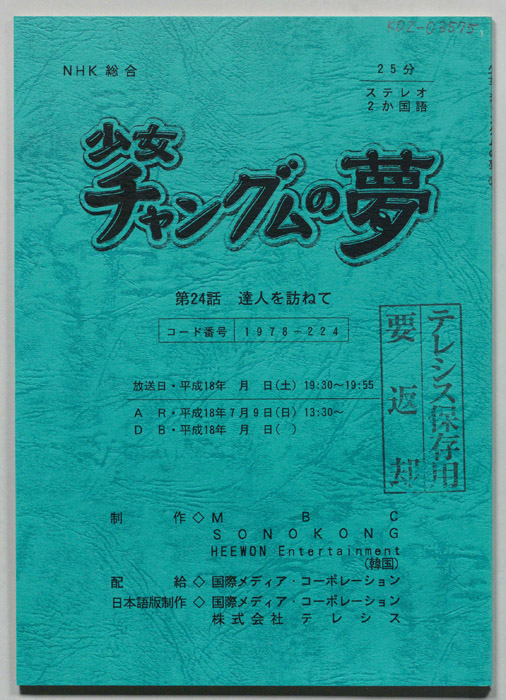 KDZ-03575
NHK 総合
25分
ステレオ
2か国語
少女
チャングムの夢
第24話 達人を訪ねて
コード番号 1978-224
テレシス保存用
要返却
放送日・平成18年 月 日(土) 19:30~19:55
A R・平成18年7月9日(日) 13:30~
D B・平成18年 月 日( )
制作◇MBC
SONOKONG
HEEWON Entertainment
(韓国)
配給◇国際メディア・コーポレーション
日本語版制作◇国際メディア・コーポレーション
株式会社 テレシス